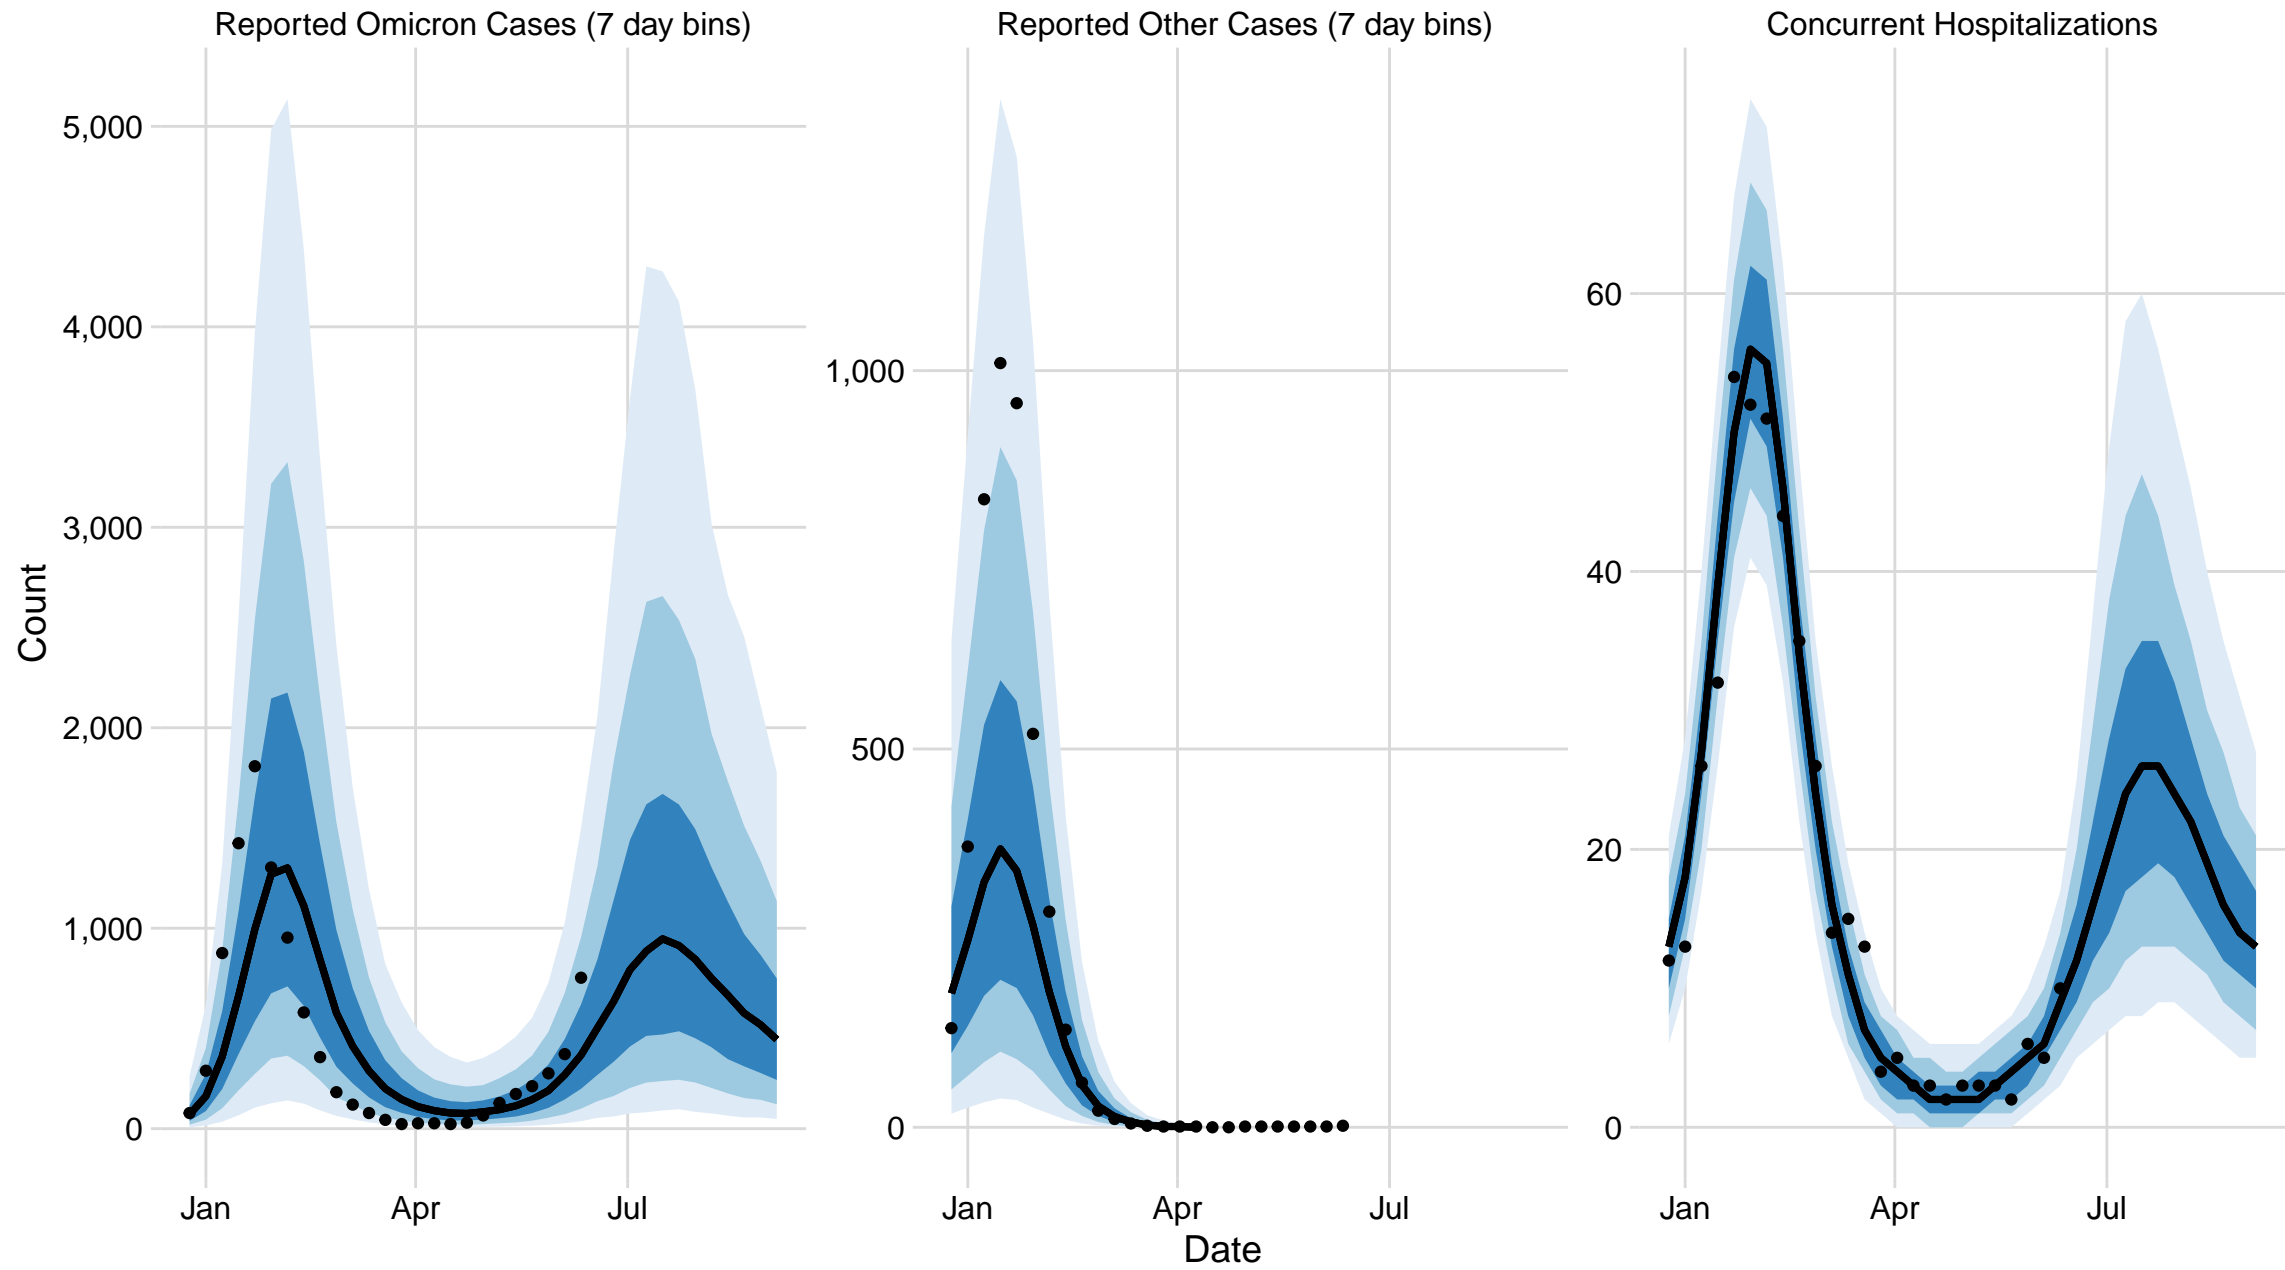 Reported Omicron Cases (7 day bins)
Reported Other Cases (7 day bins)
Concurrent Hospitalizations
Count
5,000
4,000
3,000
2,000
1,000
0
1,000
500
0
60
40
20
0
Jan Apr Jul
Jan Apr Jul
Jan Apr Jul
Date